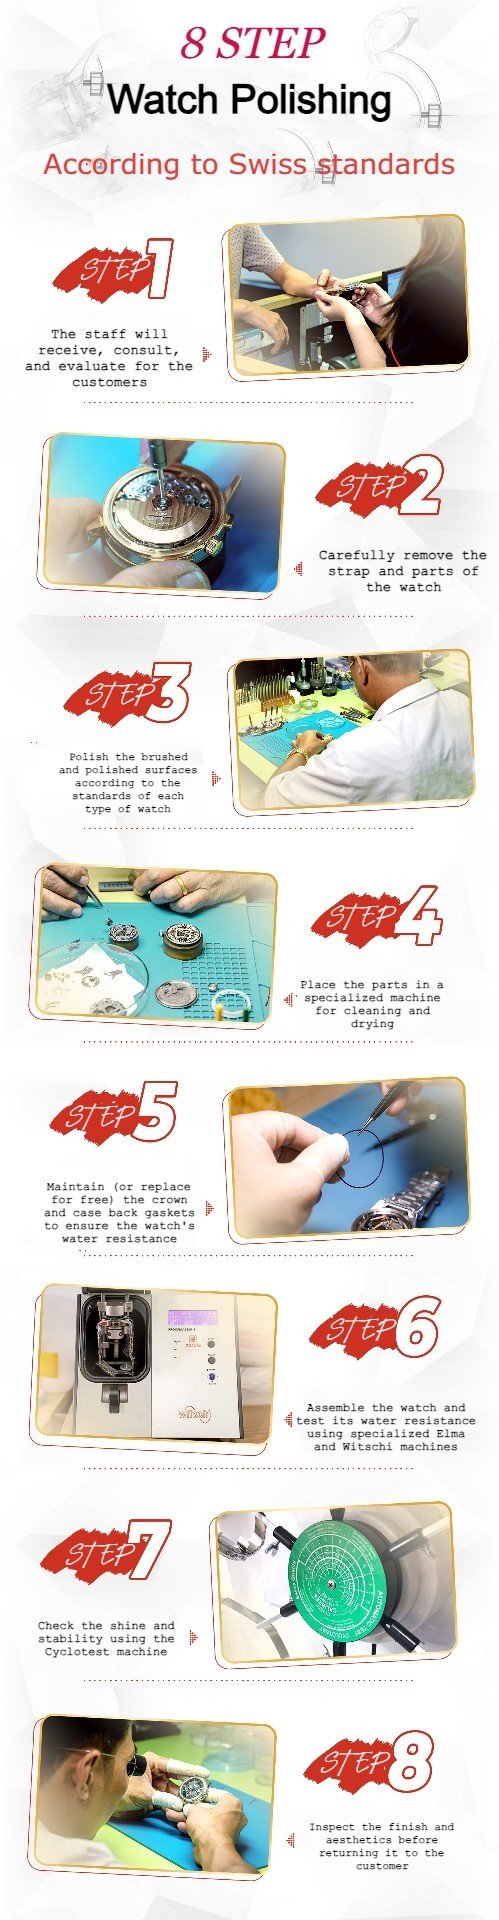 8 STEP
Watch Polishing
According to Swiss standards
STEP 1
The staff will
receive, consult,
and evaluate for the
customers
STEP 2
Carefully remove the
strap and parts of
the watch
STEP 3
Polish the brushed
and polished surfaces
according to the
standards of each
type of watch
STEP 4
Place the parts in a
specialized machine
for cleaning and
drying
STEP 5
Maintain (or replace
for free) the crown
and case back gaskets
to ensure the watch's
water resistance
STEP 6
witschi
Assemble the watch and
test its water resistance
using specialized Elma
and Witschi machines
STEP 7
AUTOMATIC TEST CYCLOTEST
Check the shine and
stability using the
Cyclotest machine
STEP 8
Inspect the finish and
aesthetics before
returning it to the
customer